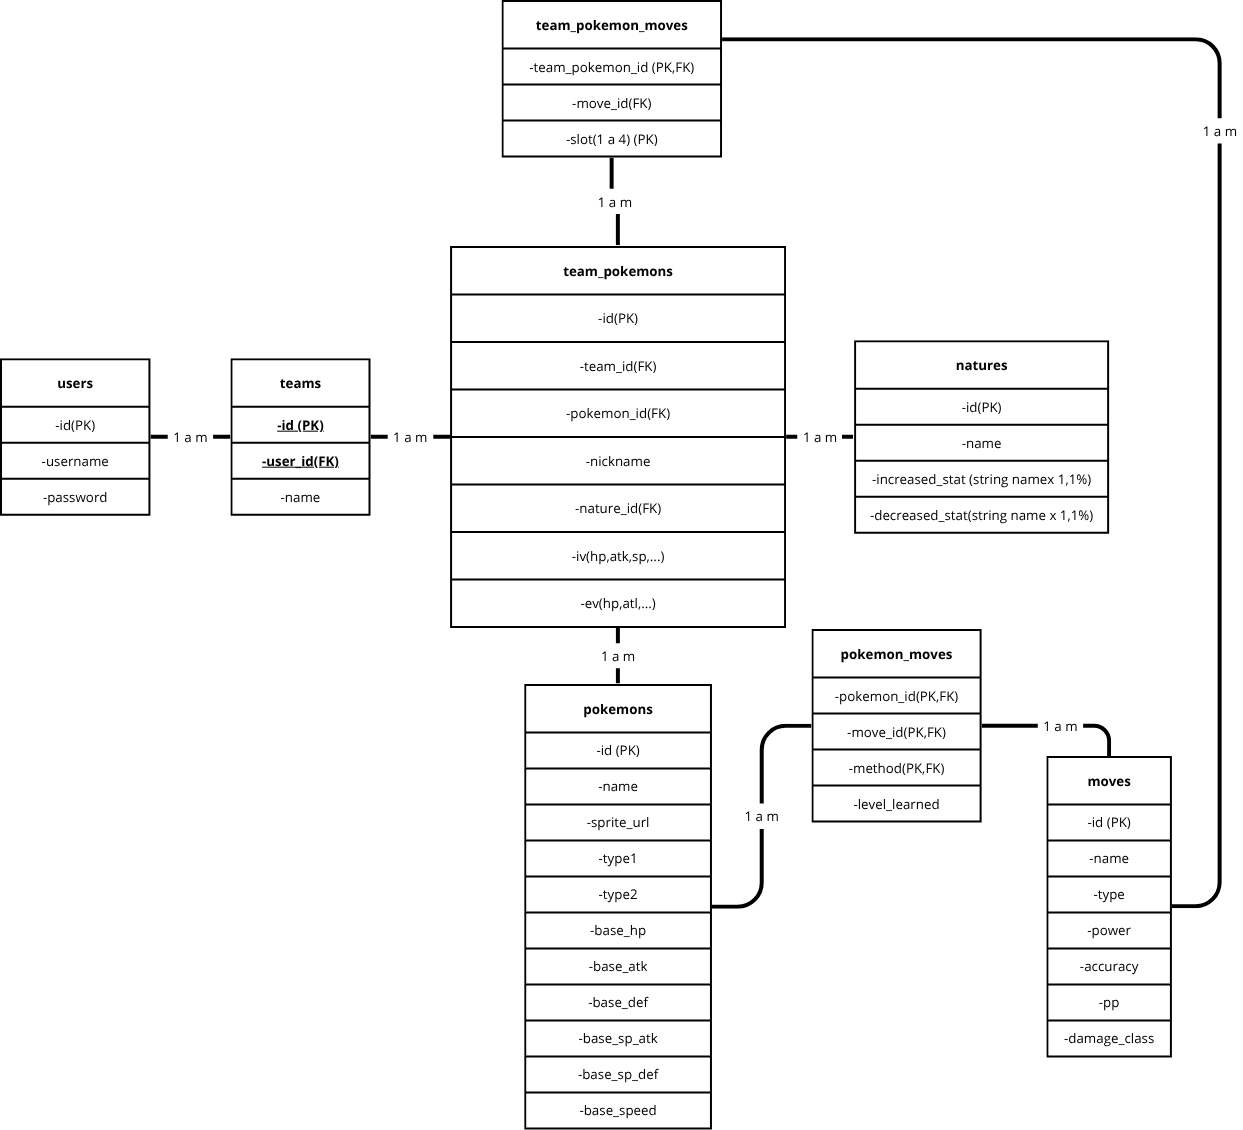 team_pokemon_moves
-team_pokemon_id (PK,FK)
-move_id(FK)
-slot(1 a 4) (PK)
1 a m
1 a m
team_pokemons
-id(PK)
-team_id(FK)
-pokemon_id(FK)
-nickname
-nature_id(FK)
-iv(hp,atk,sp,...)
-ev(hp,atl,...)
users
-id(PK)
-username
-password
1 a m
teams
-id (PK)
-user_id(FK)
-name
1 a m
1 a m
natures
-id(PK)
-name
-increased_stat (string namex 1,1%)
-decreased_stat(string name x 1,1%)
1 a m
pokemons
-id (PK)
-name
-sprite_url
-type1
-type2
-base_hp
-base_atk
-base_def
-base_sp_atk
-base_sp_def
-base_speed
1 a m
pokemon_moves
-pokemon_id(PK,FK)
-move_id(PK,FK)
-method(PK,FK)
-level_learned
1 a m
moves
-id (PK)
-name
-type
-power
-accuracy
-pp
-damage_class